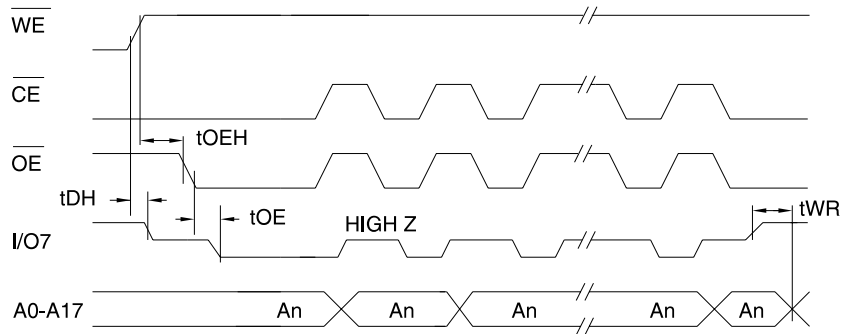 WE
CE
tOEH
OE
tDH
tOE
tWR
HIGH Z
I/O7
A0-A17 An An An An An